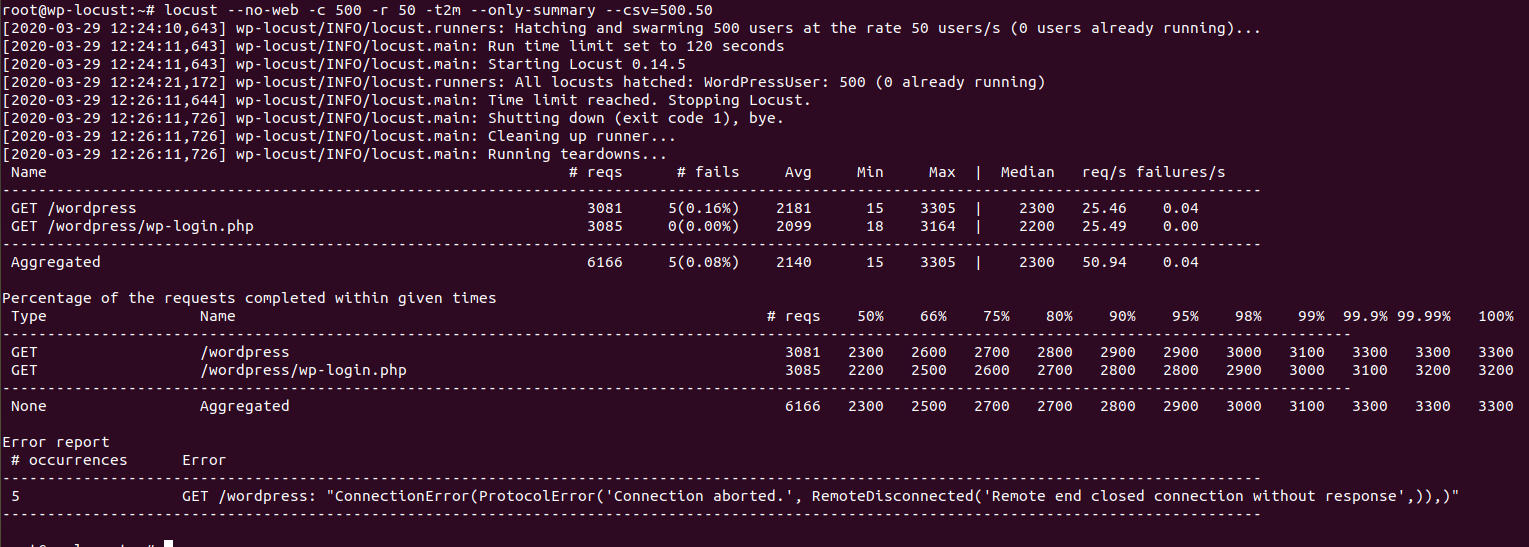 root@wp-locust:~# locust --no-web -c 500 -r 50 -t2m --only-summary --csv=500.50
[2020-03-29 12:24:10,643] wp-locust/INFO/locust.runners: Hatching and swarming 500 users at the rate 50 users/s (0 users already running)...
[2020-03-29 12:24:11,643] wp-locust/INFO/locust.main: Run time limit set to 120 seconds
[2020-03-29 12:24:11,643] wp-locust/INFO/locust.main: Starting Locust 0.14.5
[2020-03-29 12:24:21,172] wp-locust/INFO/locust.runners: All locusts hatched: WordPressUser: 500 (0 already running)
[2020-03-29 12:26:11,644] wp-locust/INFO/locust.main: Time limit reached. Stopping Locust.
[2020-03-29 12:26:11,726] wp-locust/INFO/locust.main: Shutting down (exit code 1), bye.
[2020-03-29 12:26:11,726] wp-locust/INFO/locust.main: Cleaning up runner...
[2020-03-29 12:26:11,726] wp-locust/INFO/locust.main: Running teardowns...
Name # reqs # fails Avg Min Max | Median req/s failures/s
--------------------------------------------------------------------------------------------------------------------------------------------
GET /wordpress 3081 5(0.16%) 2181 15 3305 | 2300 25.46 0.04
GET /wordpress/wp-login.php 3085 0(0.00%) 2099 18 3164 | 2200 25.49 0.00
--------------------------------------------------------------------------------------------------------------------------------------------
Aggregated 6166 5(0.08%) 2140 15 3305 | 2300 50.94 0.04
Percentage of the requests completed within given times
Type Name # reqs 50% 66% 75% 80% 90% 95% 98% 99% 99.9% 99.99% 100%
------------------------------------------------------------------------------------------------------------------------------------------------------
GET /wordpress 3081 2300 2600 2700 2800 2900 2900 3000 3100 3300 3300 3300
GET /wordpress/wp-login.php 3085 2200 2500 2600 2700 2800 2800 2900 3000 3100 3200 3200
------------------------------------------------------------------------------------------------------------------------------------------------------
None Aggregated 6166 2300 2500 2700 2700 2800 2900 3000 3100 3300 3300 3300
Error report
# occurrences Error
--------------------------------------------------------------------------------------------------------------------------------------------
5 GET /wordpress: "ConnectionError(ProtocolError('Connection aborted.', RemoteDisconnected('Remote end closed connection without response',)),)"
--------------------------------------------------------------------------------------------------------------------------------------------